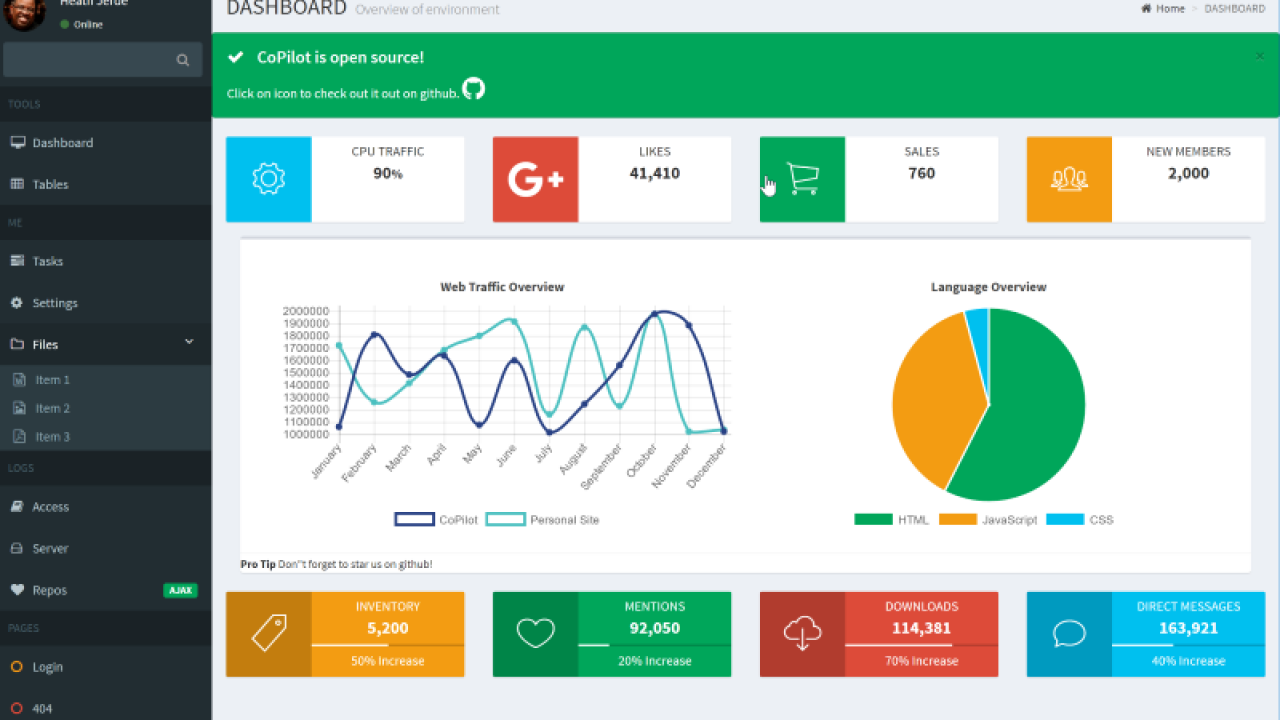 Heath Jerde
Online
TOOLS
Dashboard
Tables
ME
Tasks
Settings
Files
Item 1
Item 2
Item 3
LOGS
Access
Server
Repos AJAX
PAGES
Login
404
DASHBOARD Overview of environment
Home > DASHBOARD
CoPilot is open source! ×
Click on icon to check out it out on github.
CPU TRAFFIC
90%
G+
LIKES
41,410
SALES
760
NEW MEMBERS
2,000
Web Traffic Overview
2000000
1900000
1800000
1700000
1600000
1500000
1400000
1300000
1200000
1100000
1000000
January
February
March
April
May
June
July
August
September
October
November
December
CoPilot Personal Site
Language Overview
HTML JavaScript CSS
Pro Tip Don''t forget to star us on github!
INVENTORY
5,200
50% Increase
MENTIONS
92,050
20% Increase
DOWNLOADS
114,381
70% Increase
DIRECT MESSAGES
163,921
40% Increase